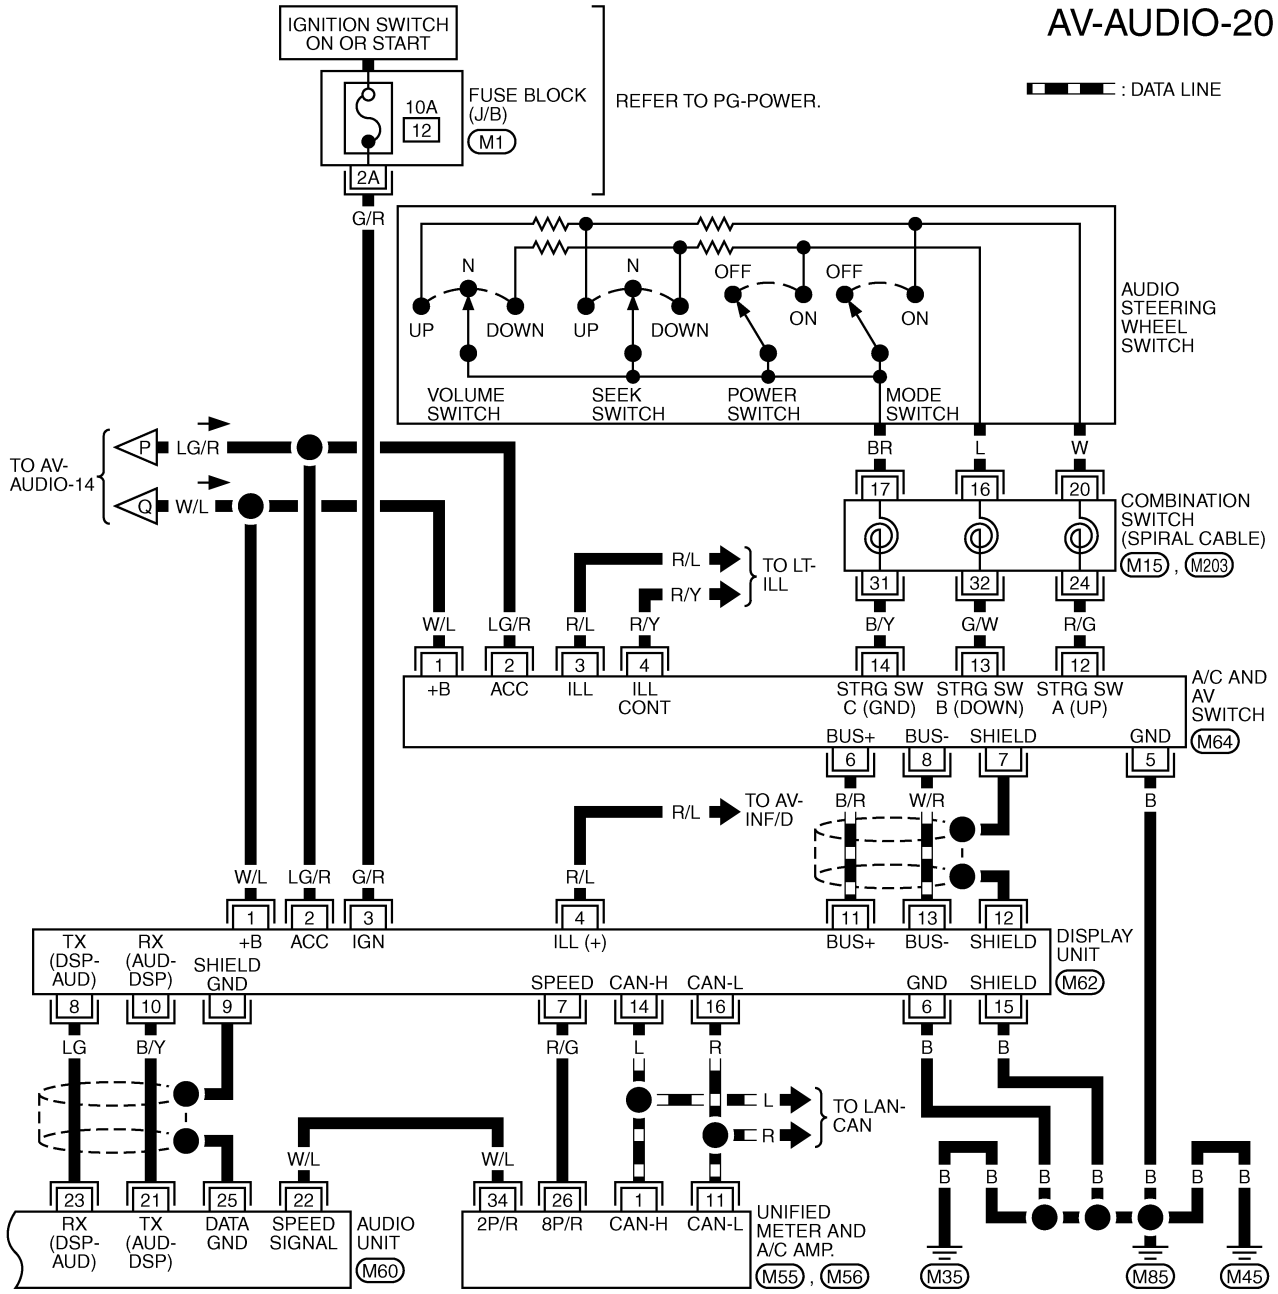 AV-AUDIO-20
IGNITION SWITCH
ON OR START
10A
12
FUSE BLOCK
(J/B)
M1
REFER TO PG-POWER.
: DATA LINE
2A
G/R
N
N
OFF
OFF
UP
DOWN
UP
DOWN
ON
ON
VOLUME
SWITCH
SEEK
SWITCH
POWER
SWITCH
MODE
SWITCH
AUDIO
STEERING
WHEEL
SWITCH
TO AV-
AUDIO-14
P
LG/R
Q
W/L
BR
L
W
17
16
20
COMBINATION
SWITCH
(SPIRAL CABLE)
M15 , M203
31
32
24
R/L
R/Y
TO LT-
ILL
W/L
LG/R
R/L
R/Y
B/Y
G/W
R/G
1
2
3
4
14
13
12
+B
ACC
ILL
ILL
CONT
STRG SW
C (GND)
STRG SW
B (DOWN)
STRG SW
A (UP)
A/C AND
AV
SWITCH
M64
BUS+
BUS-
SHIELD
GND
6
8
7
5
B/R
W/R
B
R/L
TO AV-
INF/D
W/L
LG/R
G/R
R/L
1
2
3
4
11
13
12
TX
(DSP-
AUD)
RX
(AUD-
DSP)
SHIELD
GND
+B
ACC
IGN
ILL (+)
BUS+
BUS-
SHIELD
DISPLAY
UNIT
M62
SPEED
CAN-H
CAN-L
GND
SHIELD
8
10
9
7
14
16
6
15
LG
B/Y
R/G
L
R
B
B
L
R
TO LAN-
CAN
W/L
W/L
B
B
B
B
B
B
B
23
21
25
22
34
26
1
11
RX
(DSP-
AUD)
TX
(AUD-
DSP)
DATA
GND
SPEED
SIGNAL
AUDIO
UNIT
M60
2P/R
8P/R
CAN-H
CAN-L
UNIFIED
METER AND
A/C AMP.
M55 , M56
M35
M85
M45